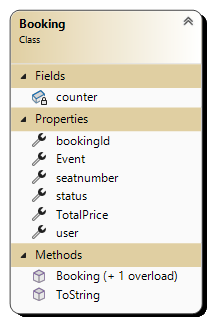 Booking
Class
Fields
counter
Properties
bookingId
Event
seatnumber
status
TotalPrice
user
Methods
Booking (+ 1 overload)
ToString